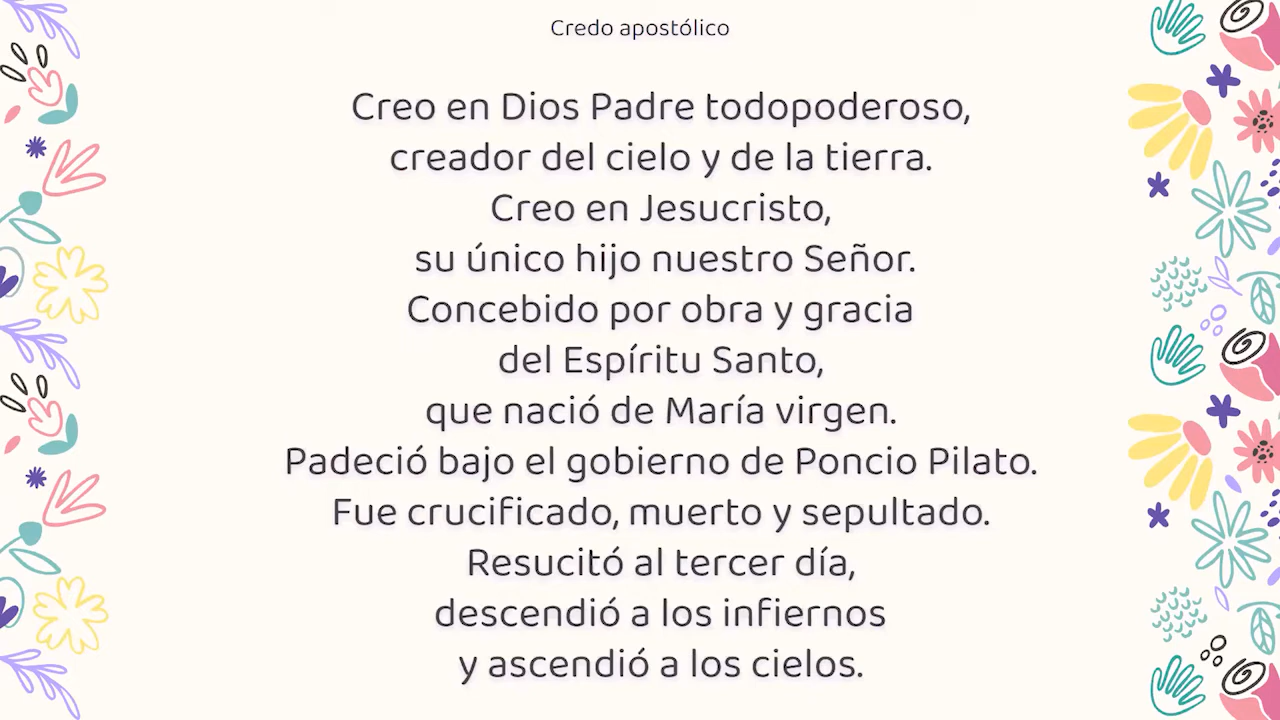 Credo apostólico
Creo en Dios Padre todopoderoso,
creador del cielo y de la tierra.
Creo en Jesucristo,
su único hijo nuestro Señor.
Concebido por obra y gracia
del Espíritu Santo,
que nació de María virgen.
Padeció bajo el gobierno de Poncio Pilato.
Fue crucificado, muerto y sepultado.
Resucitó al tercer día,
descendió a los infiernos
y ascendió a los cielos.